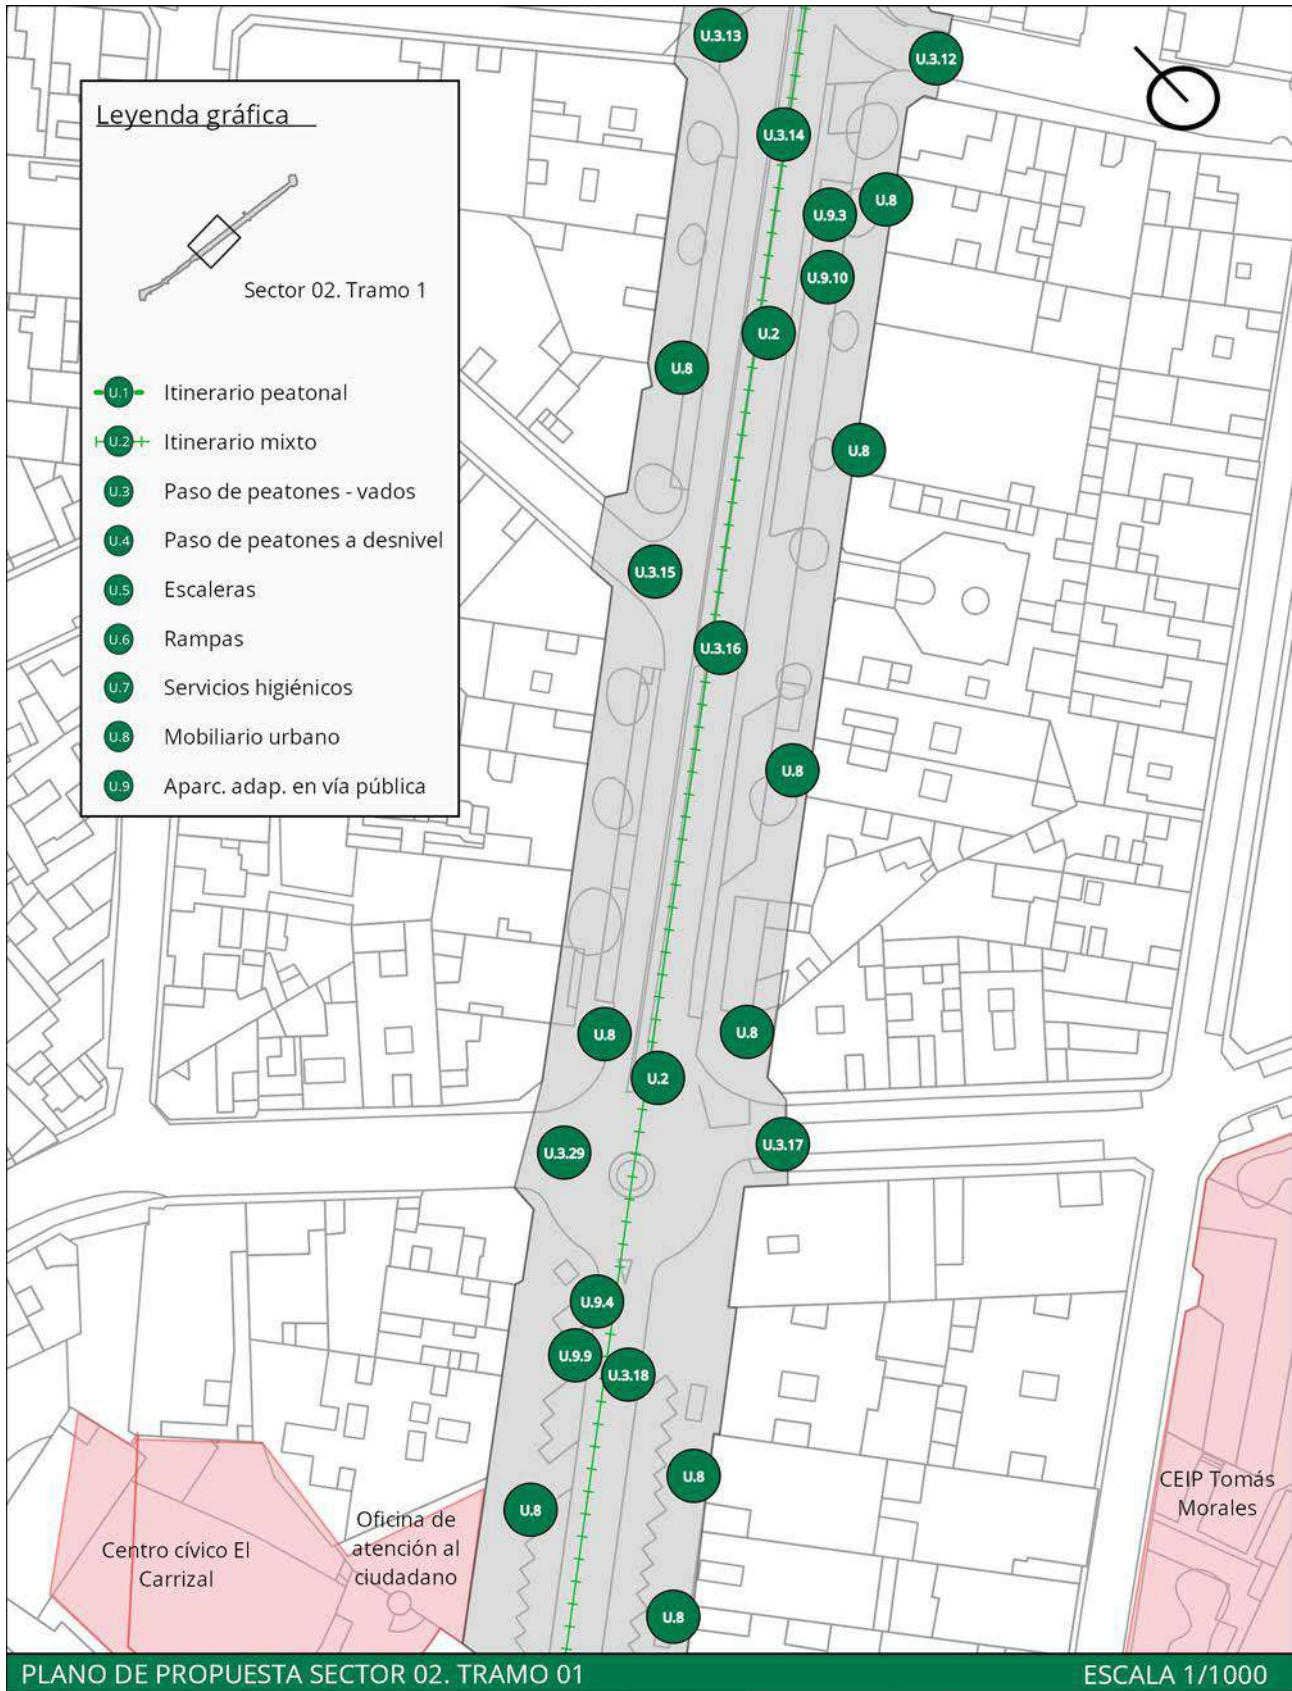 U.3.13
U.3.12
Leyenda gráfica
U.3.14
U.8
U.9.3
U.9.10
Sector 02. Tramo 1
U.2
U.8
U.1 Itinerario peatonal
U.2 Itinerario mixto
U.8
U.3 Paso de peatones - vados
U.4 Paso de peatones a desnivel
U.3.15
U.5 Escaleras
U.6 Rampas
U.3.16
U.7 Servicios higiénicos
U.8 Mobiliario urbano
U.8
U.9 Aparc. adap. en vía pública
U.8
U.8
U.2
U.3.29
U.3.17
U.9.4
U.9.9
U.3.18
U.8
U.8
CEIP Tomás
Morales
Oficina de
atención al
ciudadano
Centro cívico El
Carrizal
U.8
PLANO DE PROPUESTA SECTOR 02. TRAMO 01
ESCALA 1/1000